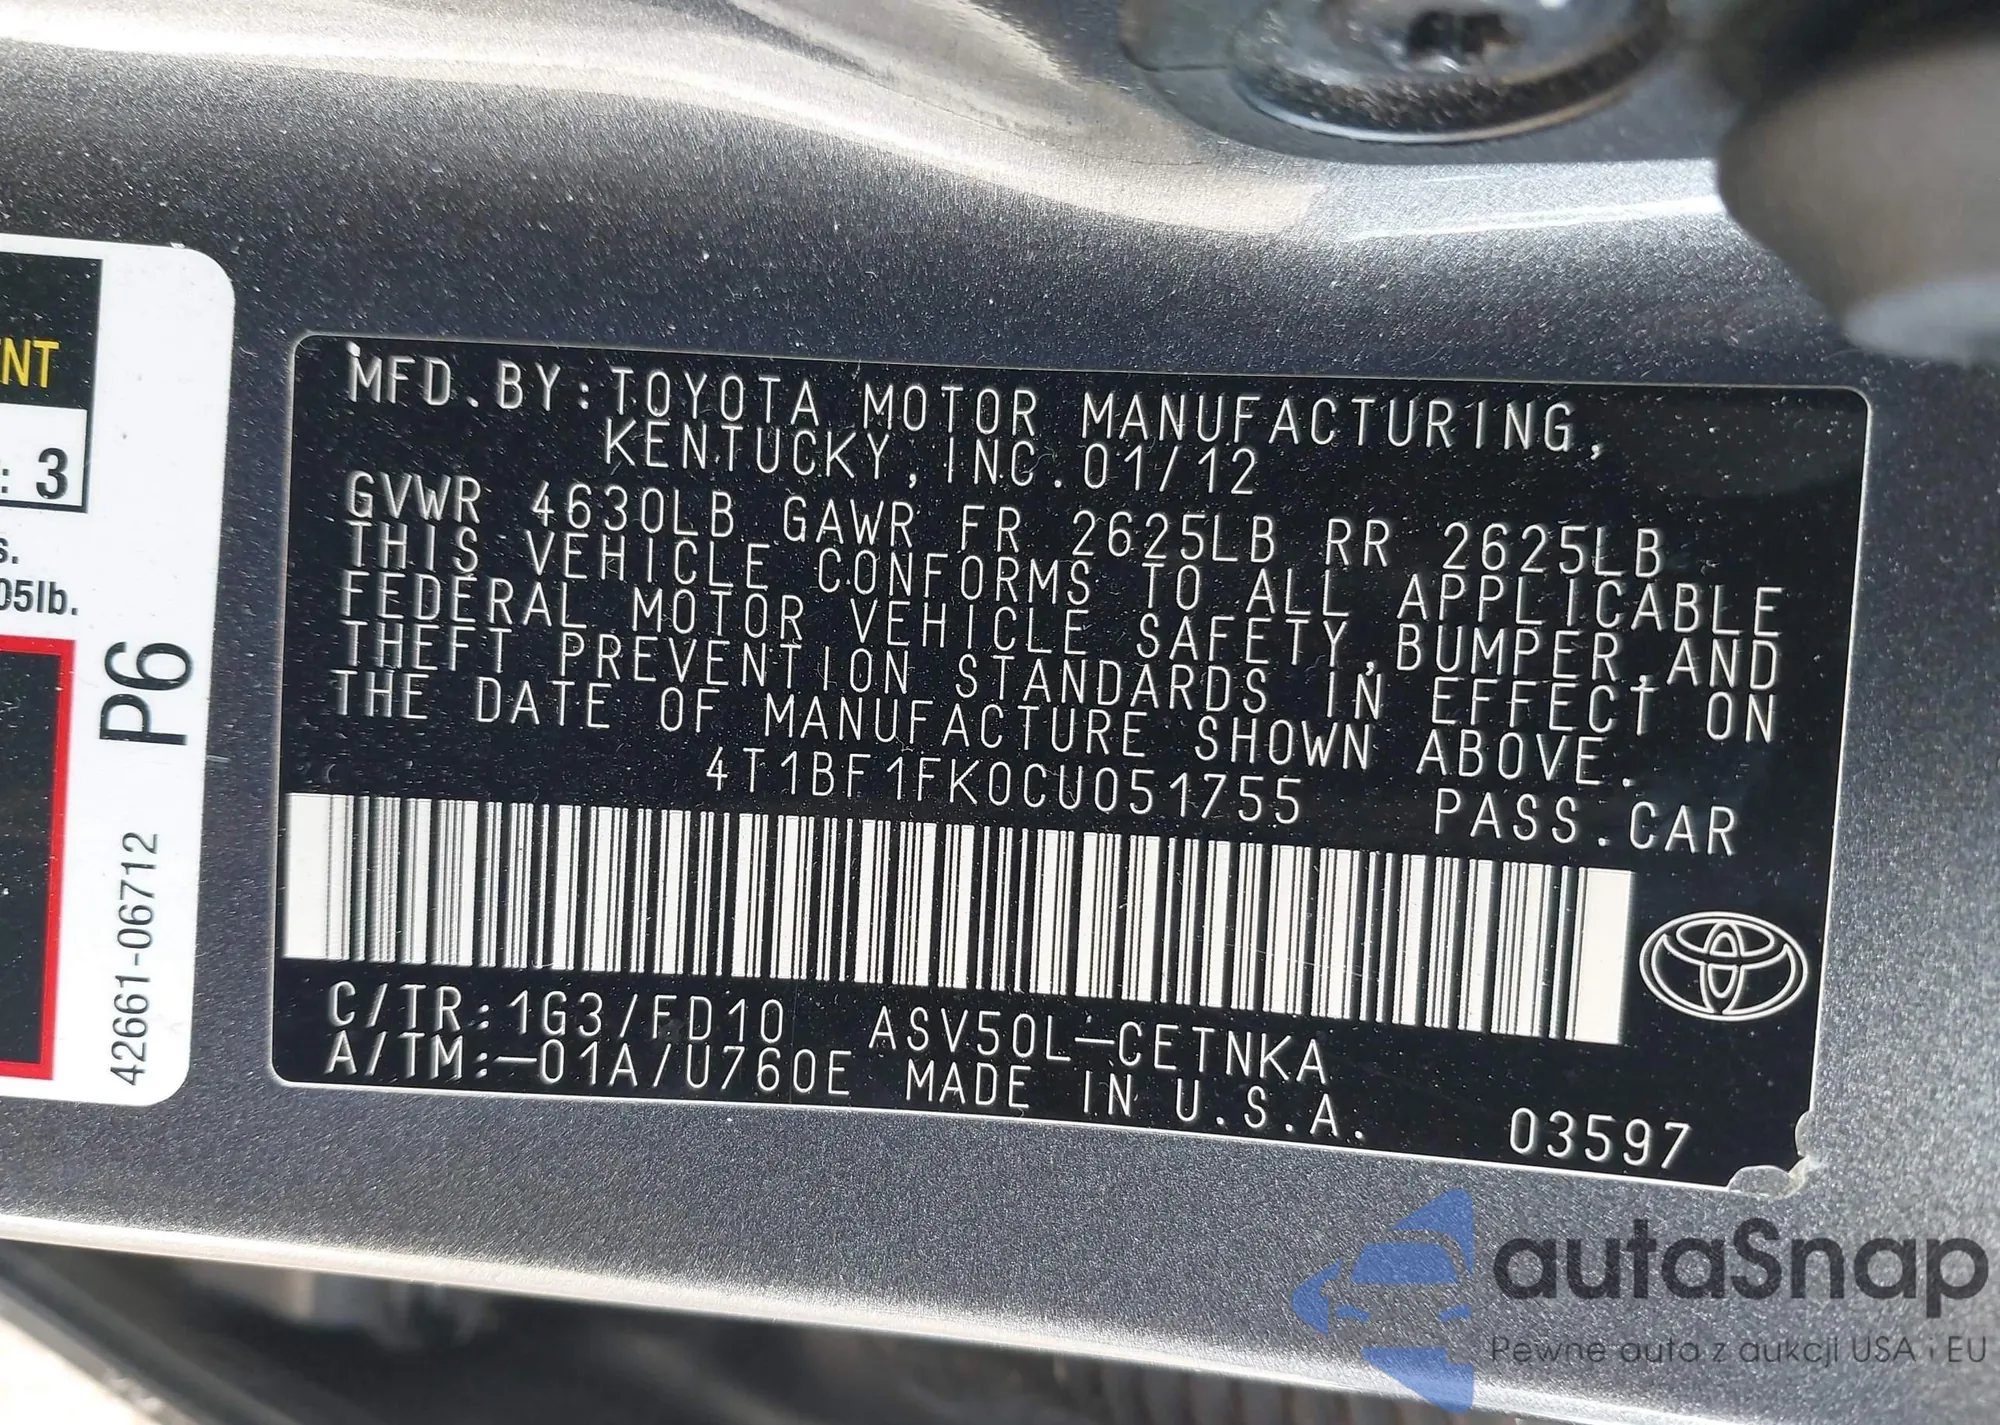 NT
: 3
s.
05lb.
P6
42661-06712
MFD.BY:TOYOTA MOTOR MANUFACTURING,
KENTUCKY,INC.01/12
GVWR 4630LB GAWR FR 2625LB RR 2625LB
THIS VEHICLE CONFORMS TO ALL APPLICABLE
FEDERAL MOTOR VEHICLE SAFETY,BUMPER,AND
THEFT PREVENTION STANDARDS IN EFFECT ON
THE DATE OF MANUFACTURE SHOWN ABOVE.
4T1BF1FK0CU051755 PASS.CAR
C/TR:1G3/FD10 ASV50L-CETNKA
A/TM:-01A/U760E MADE IN U.S.A.
03597
autaSnap
Pewne auta z aukcji USA i EU